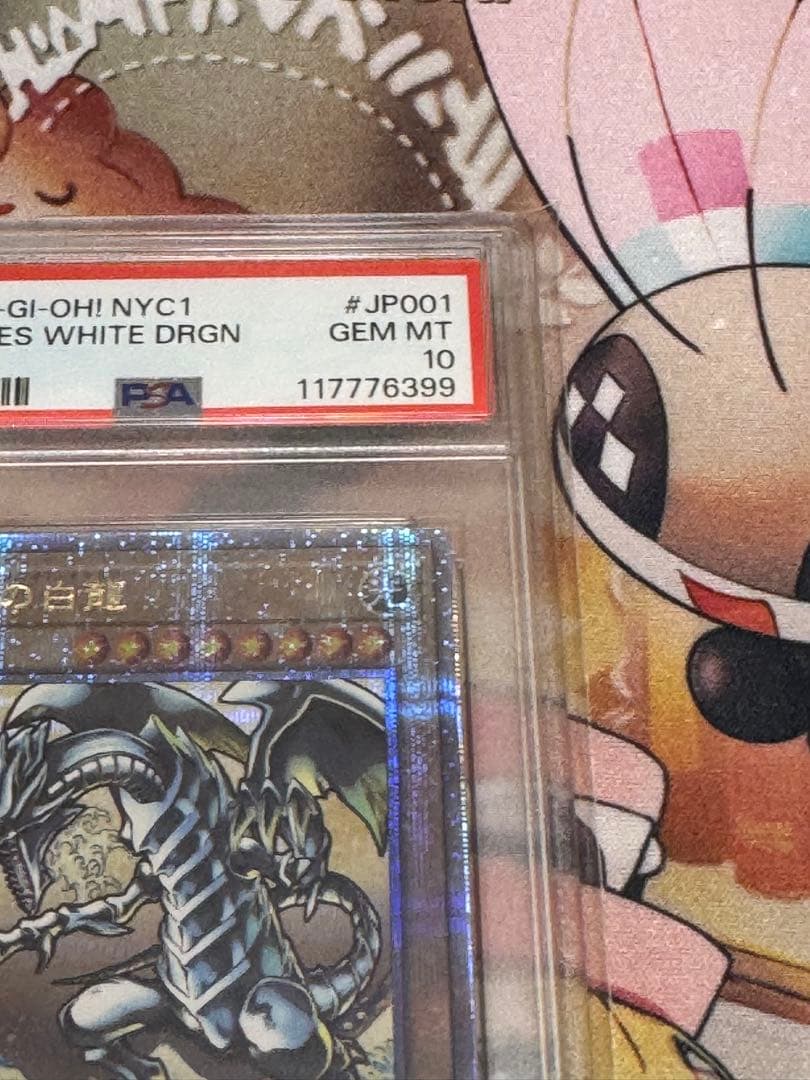 -GI-OH! NYC1 #JP001
ES WHITE DRGN GEM MT
10
PSA 117776399
の白龍